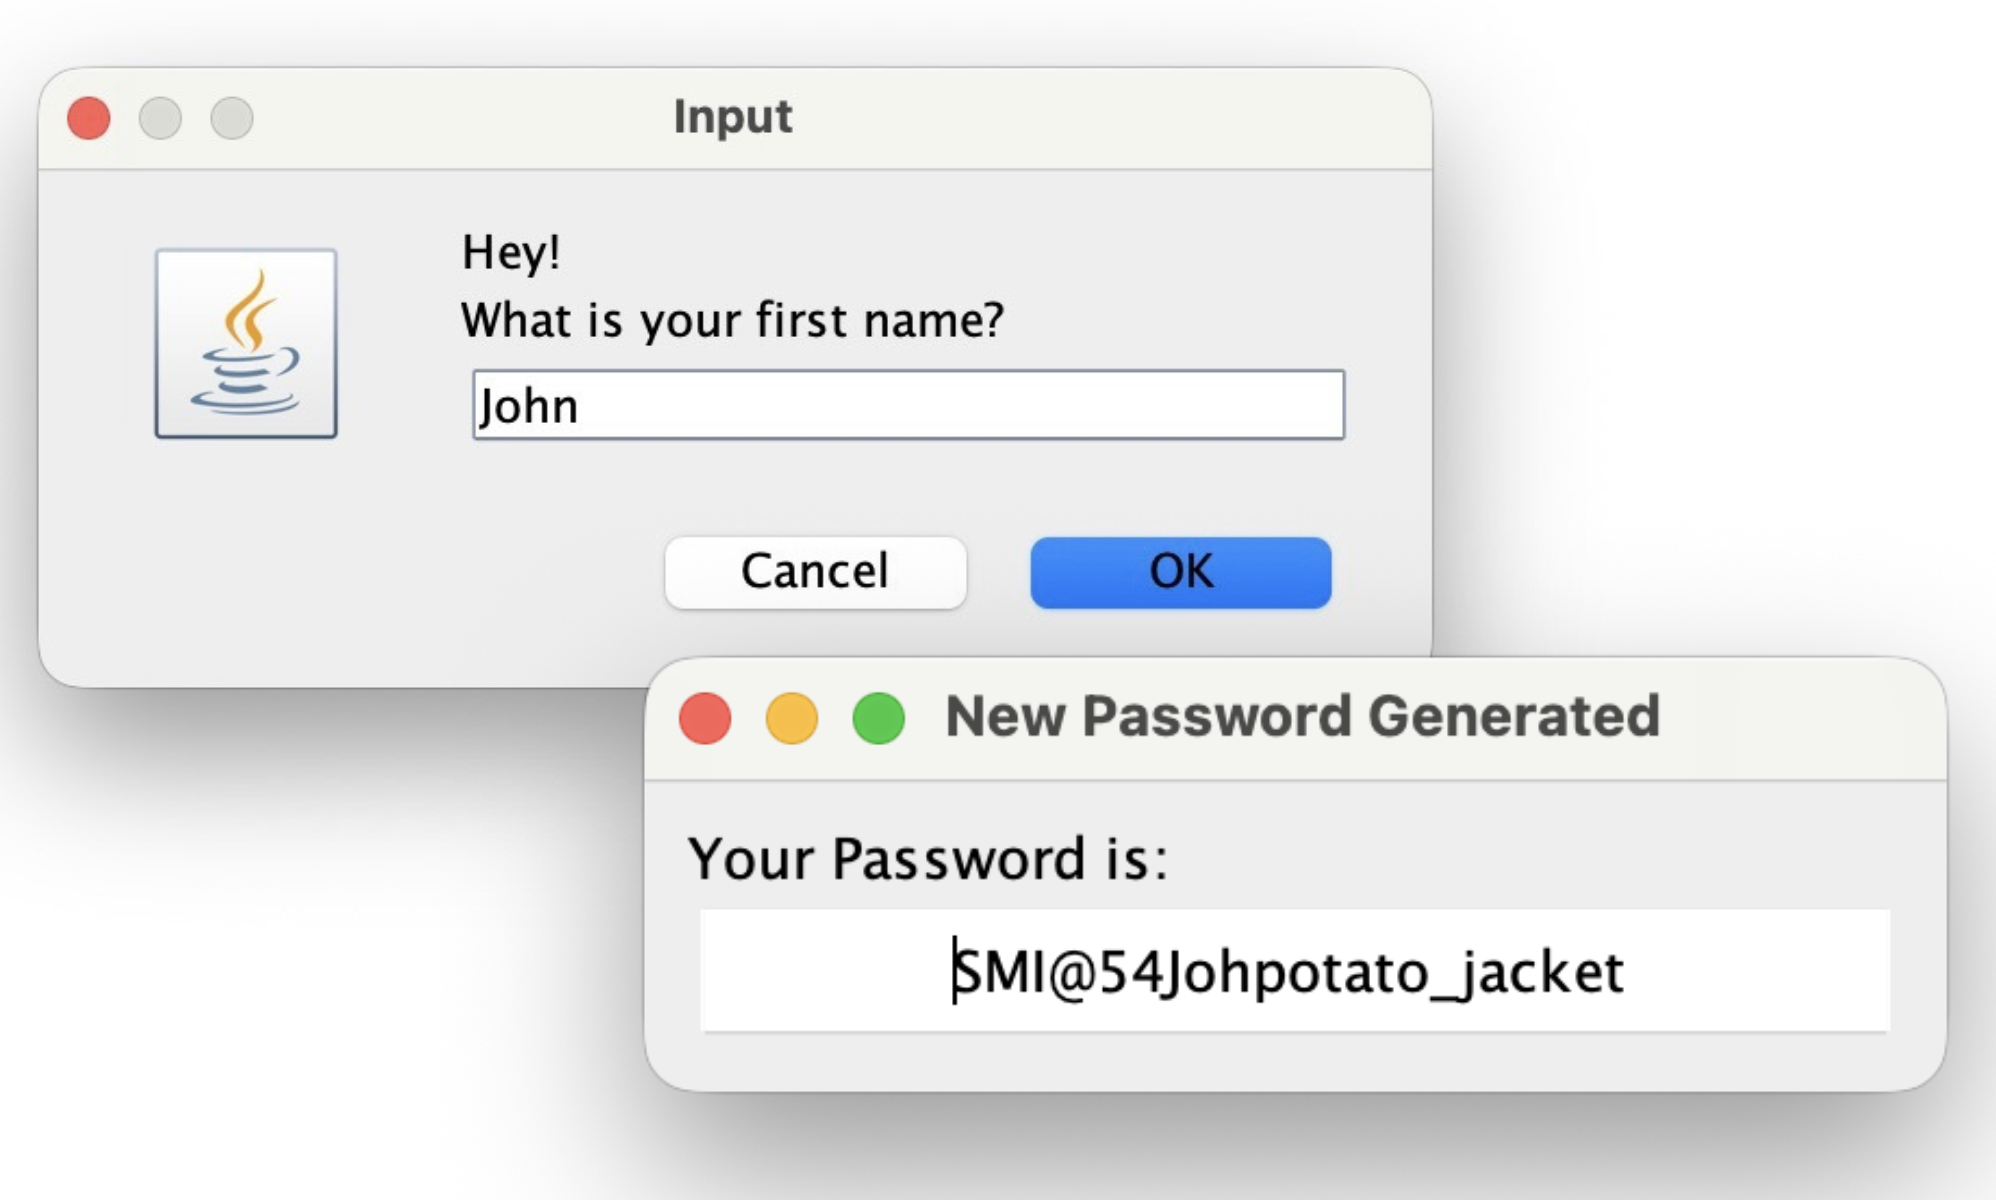 Input
Hey!
What is your first name?
John
Cancel
OK
New Password Generated
Your Password is:
SMI@54Johpotato_jacket